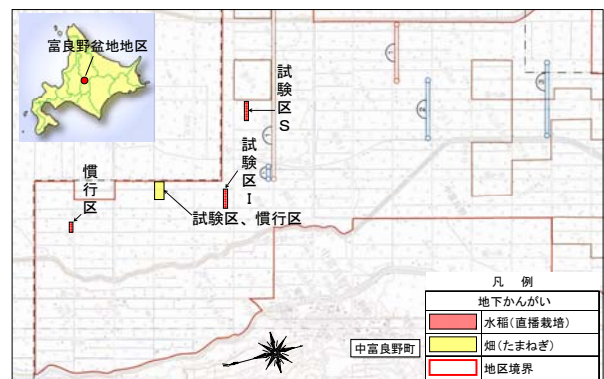 富良野盆地地区
試験区S
試験区I
慣行区
試験区、慣行区
中富良野町
凡 例
地下かんがい
水稲(直播栽培)
畑(たまねぎ)
地区境界